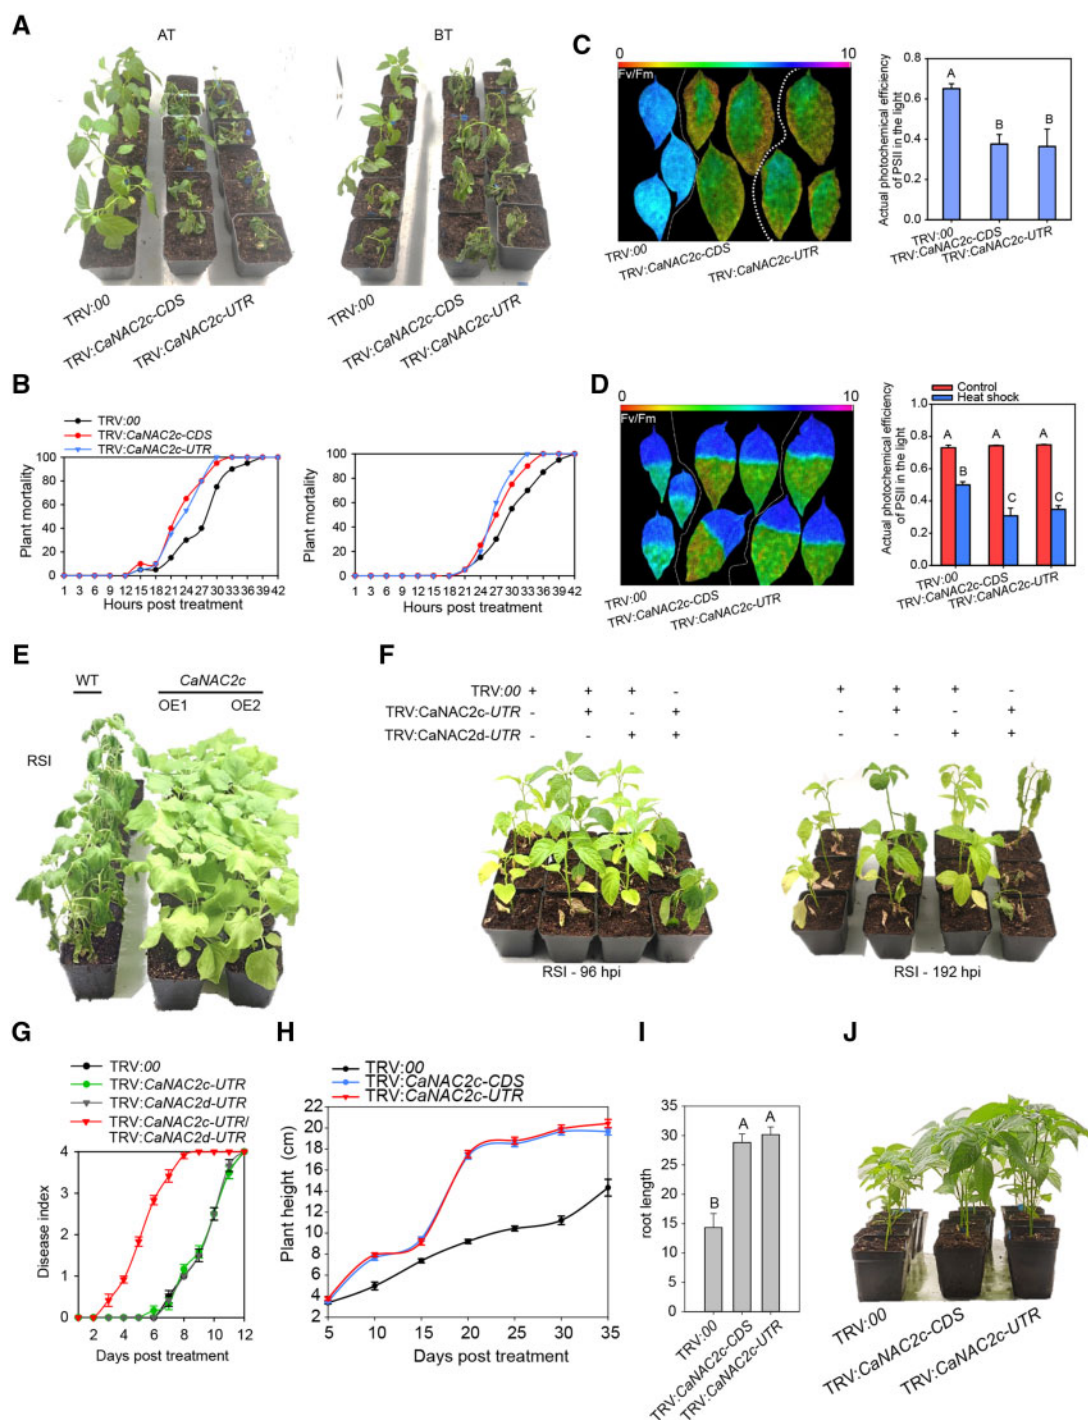 A
AT
BT
TRV:00
TRV:CaNAC2c-CDS
TRV:CaNAC2c-UTR
TRV:00
TRV:CaNAC2c-CDS
TRV:CaNAC2c-UTR
B
TRV:00
TRV:CaNAC2c-CDS
TRV:CaNAC2c-UTR
Plant mortality
100
80
60
40
20
0
1 3 6 9 12 15 18 21 24 27 30 33 36 39 42
Hours post treatment
Plant mortality
100
80
60
40
20
0
1 3 6 9 12 15 18 21 24 27 30 33 36 39 42
Hours post treatment
C
0 10
Fv/Fm
TRV:00
TRV:CaNAC2c-CDS
TRV:CaNAC2c-UTR
Actual photochemical efficiency
of PSII in the light
0.8
0.6
0.4
0.2
0.0
A
B
B
TRV:00
TRV:CaNAC2c-CDS
TRV:CaNAC2c-UTR
D
0 10
Fv/Fm
TRV:00
TRV:CaNAC2c-CDS
TRV:CaNAC2c-UTR
Control
Heat shock
Actual photochemical efficiency
of PSII in the light
1.0
0.8
0.6
0.4
0.2
0.0
A
B
A
C
A
C
TRV:00
TRV:CaNAC2c-CDS
TRV:CaNAC2c-UTR
E
WT
CaNAC2c
OE1 OE2
RSI
F
TRV:00 + + + -
TRV:CaNAC2c-UTR - + - +
TRV:CaNAC2d-UTR - - + +
+ + + -
- + - +
- - + +
RSI - 96 hpi
RSI - 192 hpi
G
TRV:00
TRV:CaNAC2c-UTR
TRV:CaNAC2d-UTR
TRV:CaNAC2c-UTR/
TRV:CaNAC2d-UTR
Disease index
4
3
2
1
0
2 4 6 8 10 12
Days post treatment
H
TRV:00
TRV:CaNAC2c-CDS
TRV:CaNAC2c-UTR
Plant height (cm)
22
20
18
16
14
12
10
8
6
4
2
5 10 15 20 25 30 35
Days post treatment
I
root length
35
30
25
20
15
10
5
0
B
A
A
TRV:00
TRV:CaNAC2c-CDS
TRV:CaNAC2c-UTR
J
TRV:00
TRV:CaNAC2c-CDS
TRV:CaNAC2c-UTR